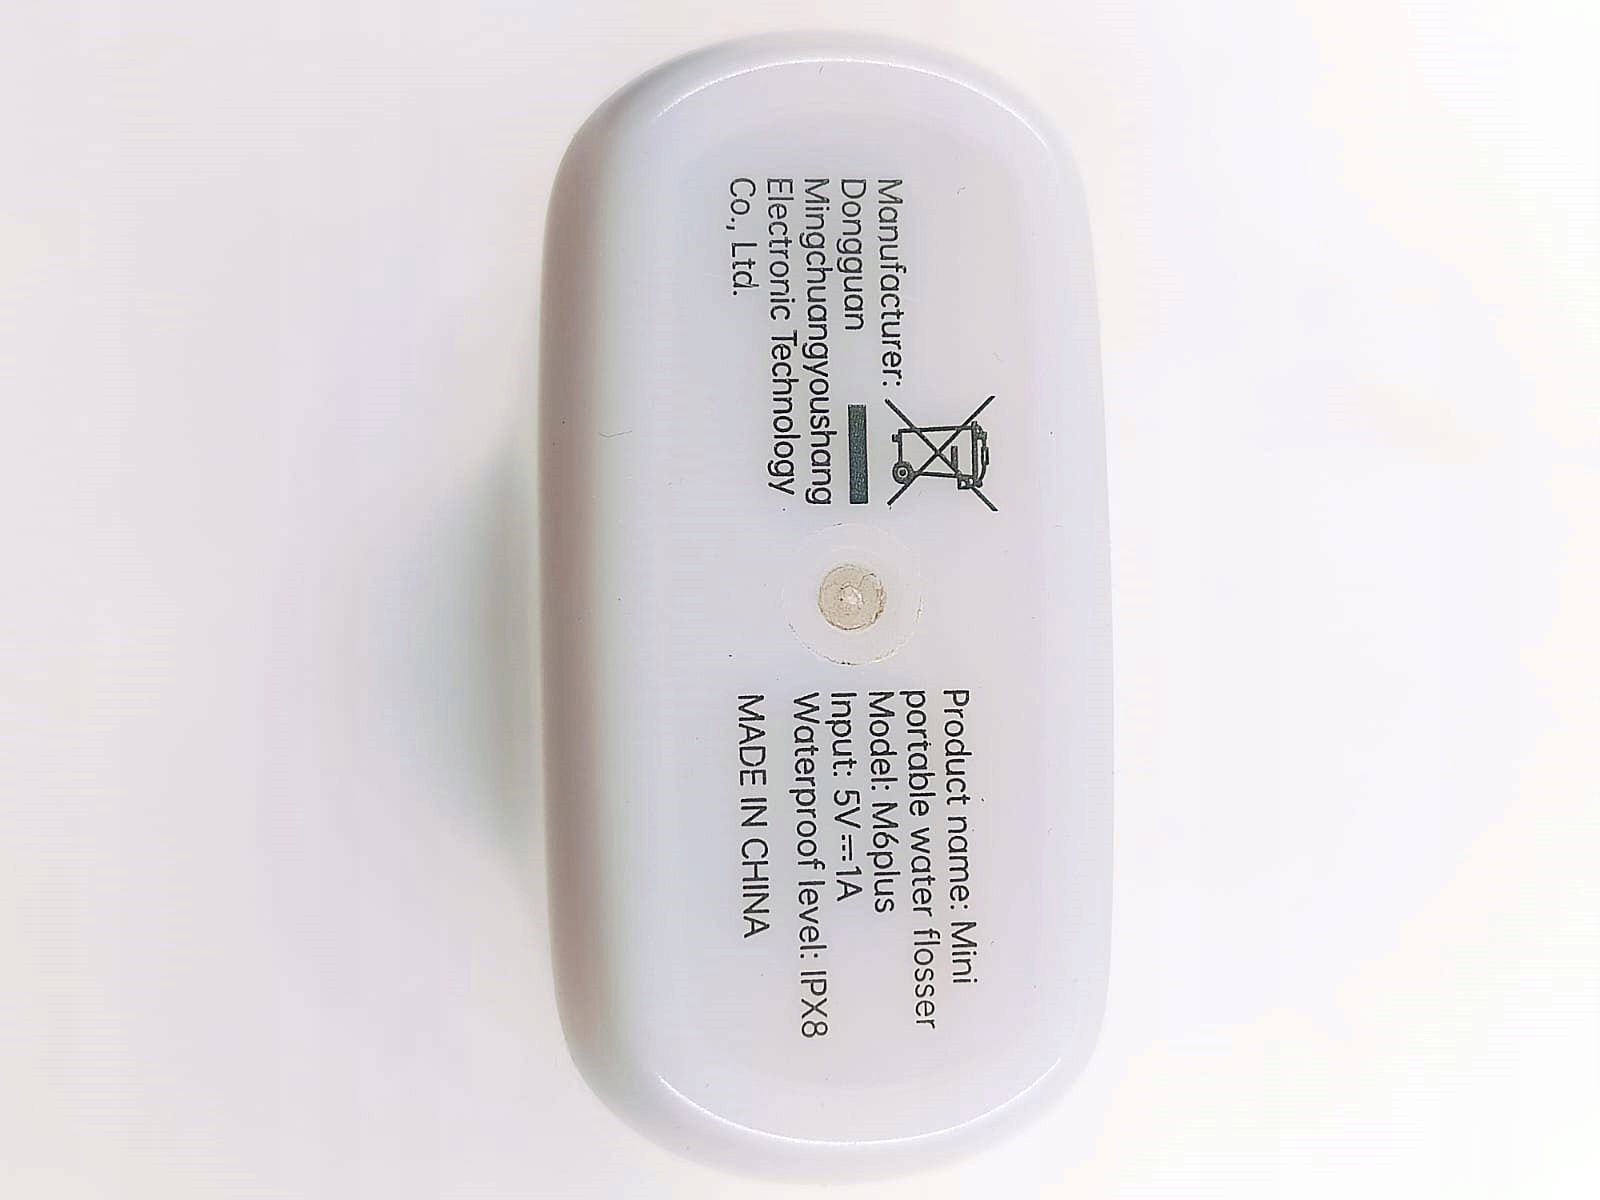 Manufacturer:
Dongguan
Mingchuangyoushang
Electronic Technology
Co., Ltd.
Product name: Mini
portable water flosser
Model: M6plus
Input: 5V⎓1A
Waterproof level: IPX8
MADE IN CHINA